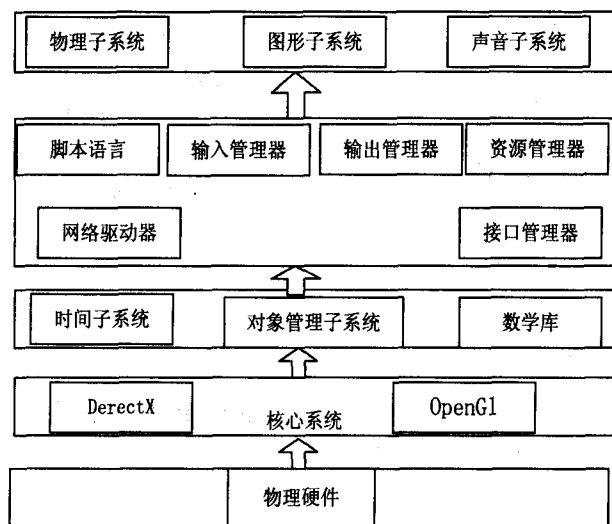 物理子系统 图形子系统 声音子系统
脚本语言 输入管理器 输出管理器 资源管理器
网络驱动器 接口管理器
时间子系统 对象管理子系统 数学库
DerectX 核心系统 OpenGl
物理硬件